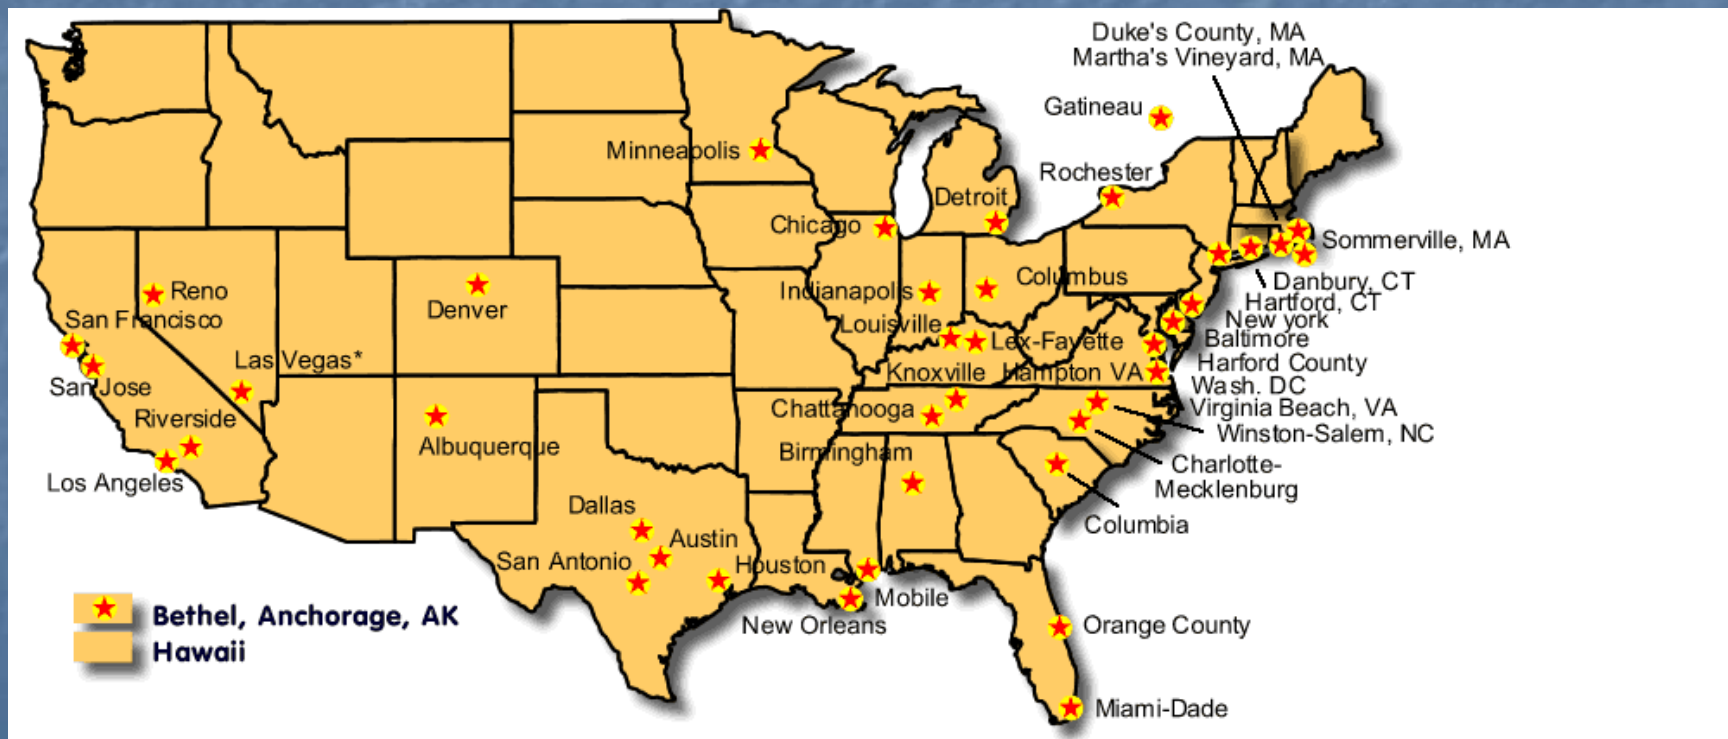 Duke's County, MA
Martha's Vineyard, MA
Gatineau
Minneapolis
Rochester
Detroit
Chicago
Sommerville, MA
Columbus
Danbury, CT
Reno
Indianapolis
Hartford, CT
Denver
San Francisco
Louisville
New york
Lex-Fayette
Baltimore
Las Vegas*
Harford County
Knoxville
Hampton VA
San Jose
Wash. DC
Chattanooga
Virginia Beach, VA
Riverside
Winston-Salem, NC
Albuquerque
Birmingham
Charlotte-
Mecklenburg
Los Angeles
Dallas
Columbia
Austin
San Antonio
Houston
Mobile
Bethel, Anchorage, AK
New Orleans
Orange County
Hawaii
Miami-Dade